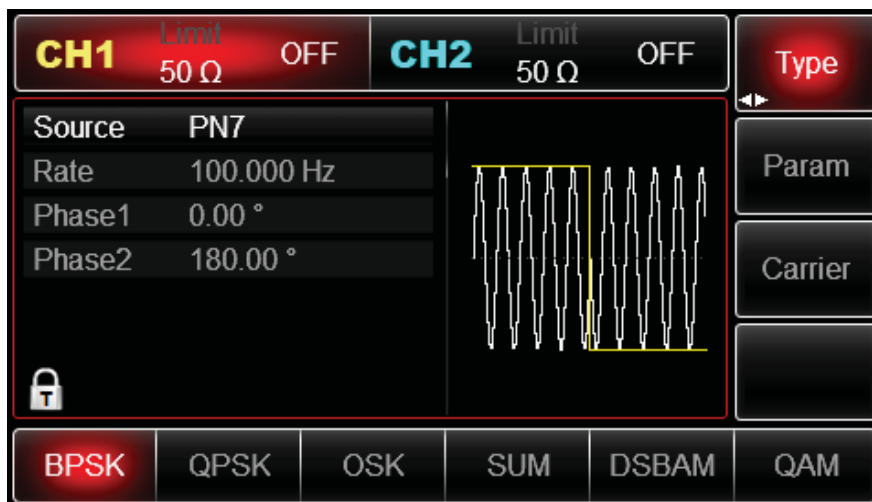 CH1 Limit 50 Ω OFF CH2 Limit 50 Ω OFF Type
Source PN7
Rate 100.000 Hz
Phase1 0.00 °
Phase2 180.00 °
Param
Carrier
T
BPSK QPSK OSK SUM DSBAM QAM